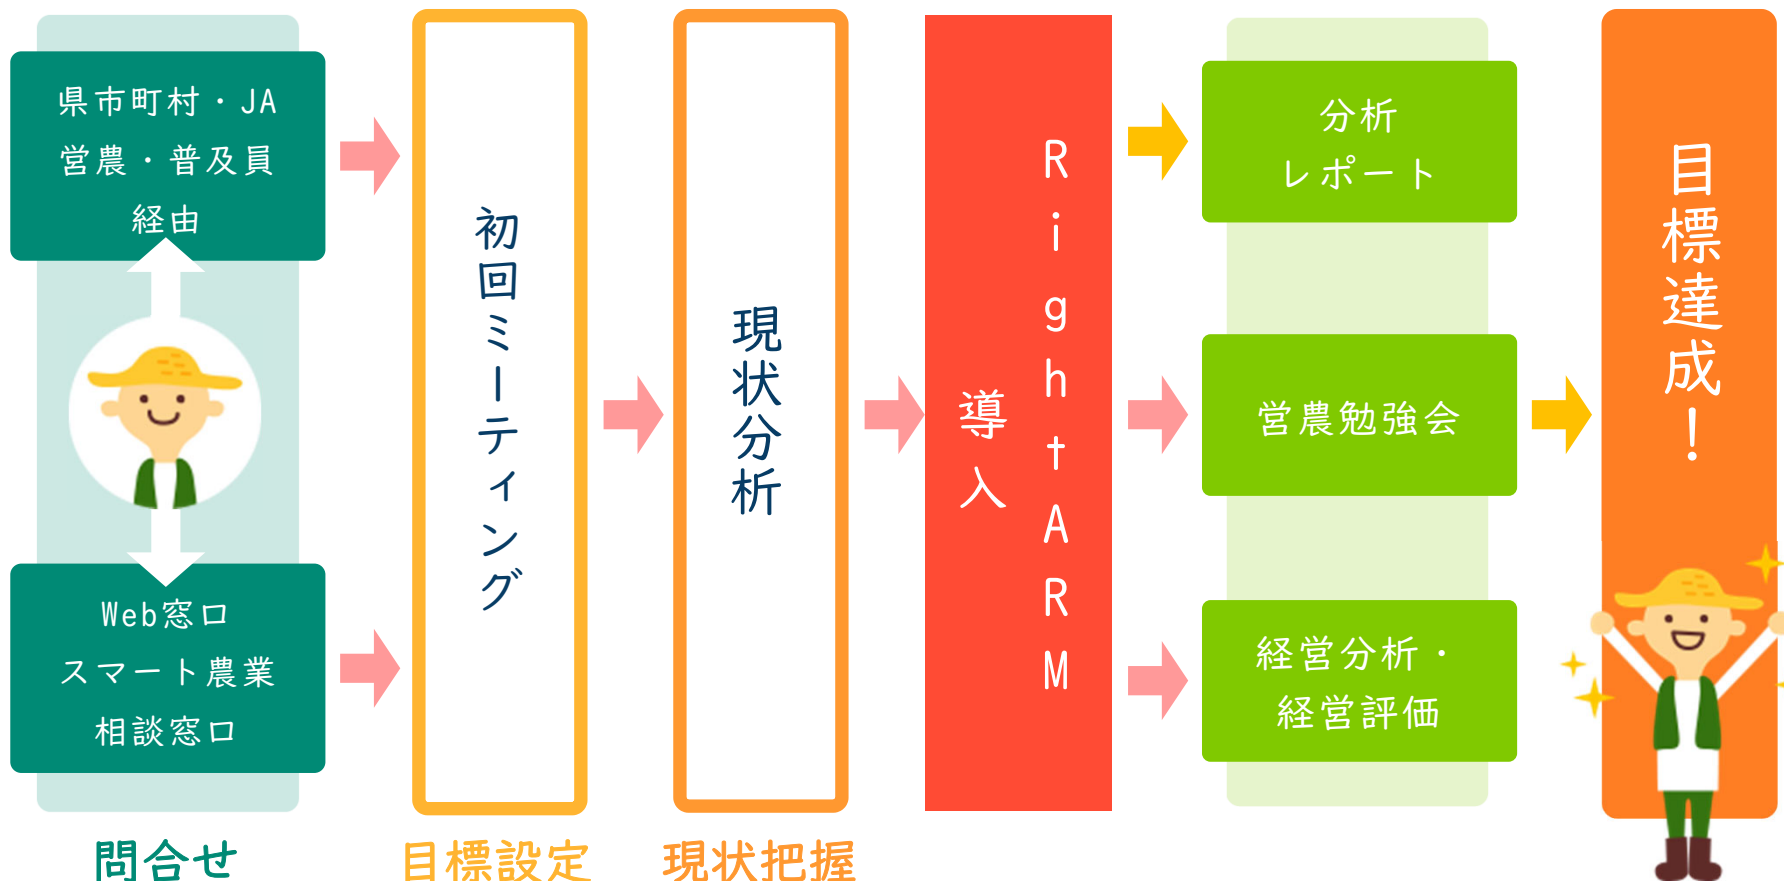 県市町村・JA
営農・普及員
経由
Web窓口
スマート農業
相談窓口
問合せ
初回ミーティング
目標設定
現状分析
現状把握
RightARM
導入
分析
レポート
営農勉強会
経営分析・
経営評価
目標達成！